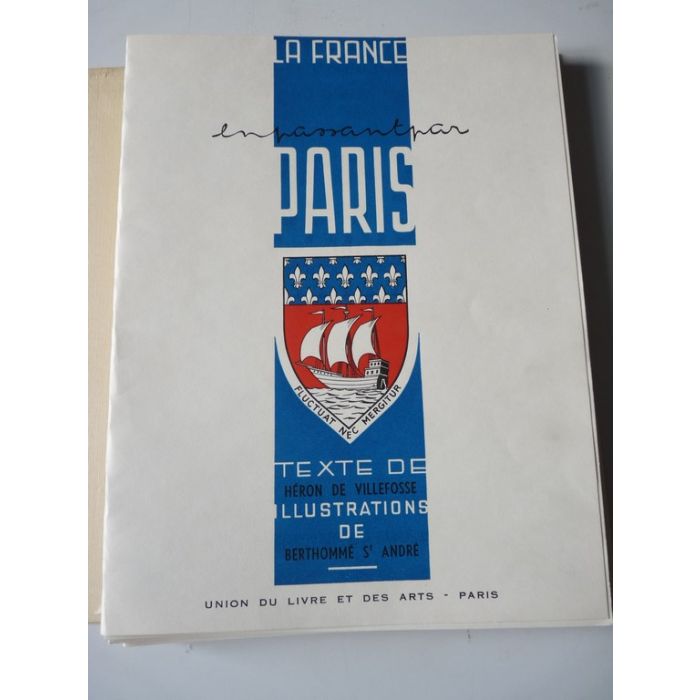 LA FRANCE
en passant par
PARIS
FLUCTUAT NEC MERGITUR
TEXTE DE
HÉRON DE VILLEFOSSE
ILLUSTRATIONS
DE
BERTHOMMÉ St ANDRÉ
UNION DU LIVRE ET DES ARTS - PARIS